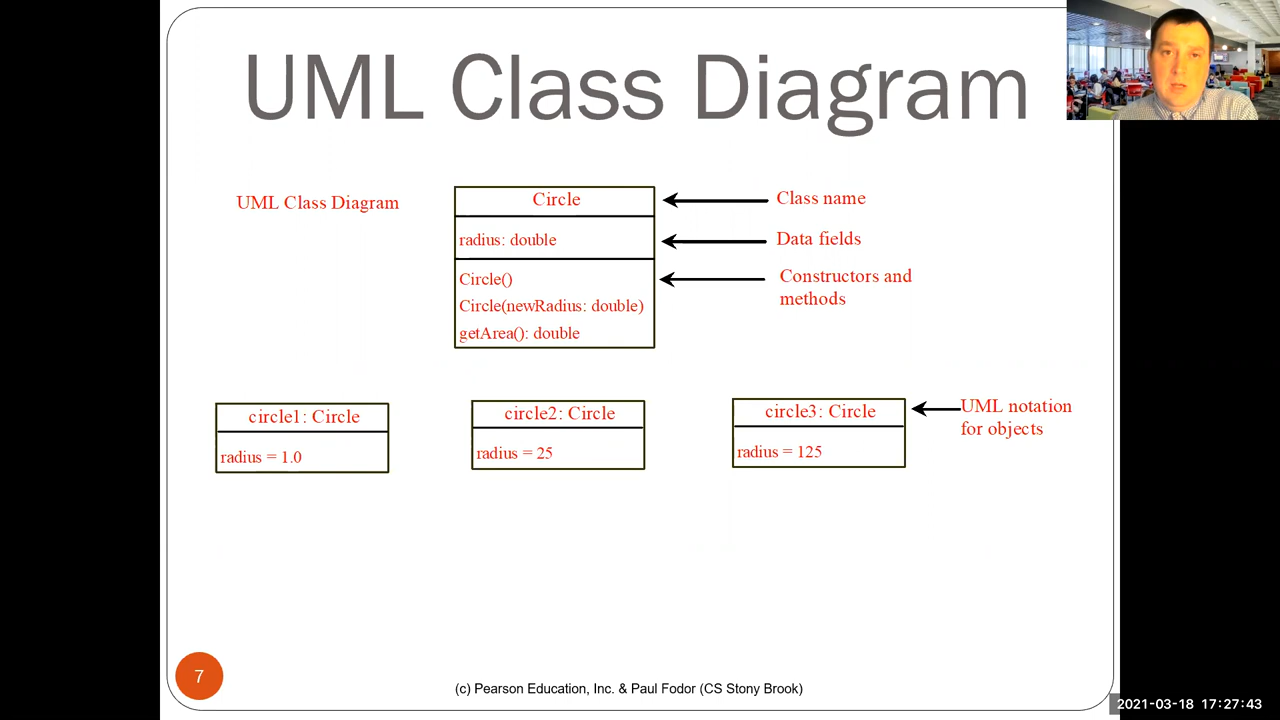 UML Class Diagram
UML Class Diagram
Circle
Class name
radius: double
Data fields
Circle()
Circle(newRadius: double)
getArea(): double
Constructors and
methods
circle1: Circle
radius = 1.0
circle2: Circle
radius = 25
circle3: Circle
radius = 125
UML notation
for objects
7
(c) Pearson Education, Inc. & Paul Fodor (CS Stony Brook)
2021-03-18 17:27:43